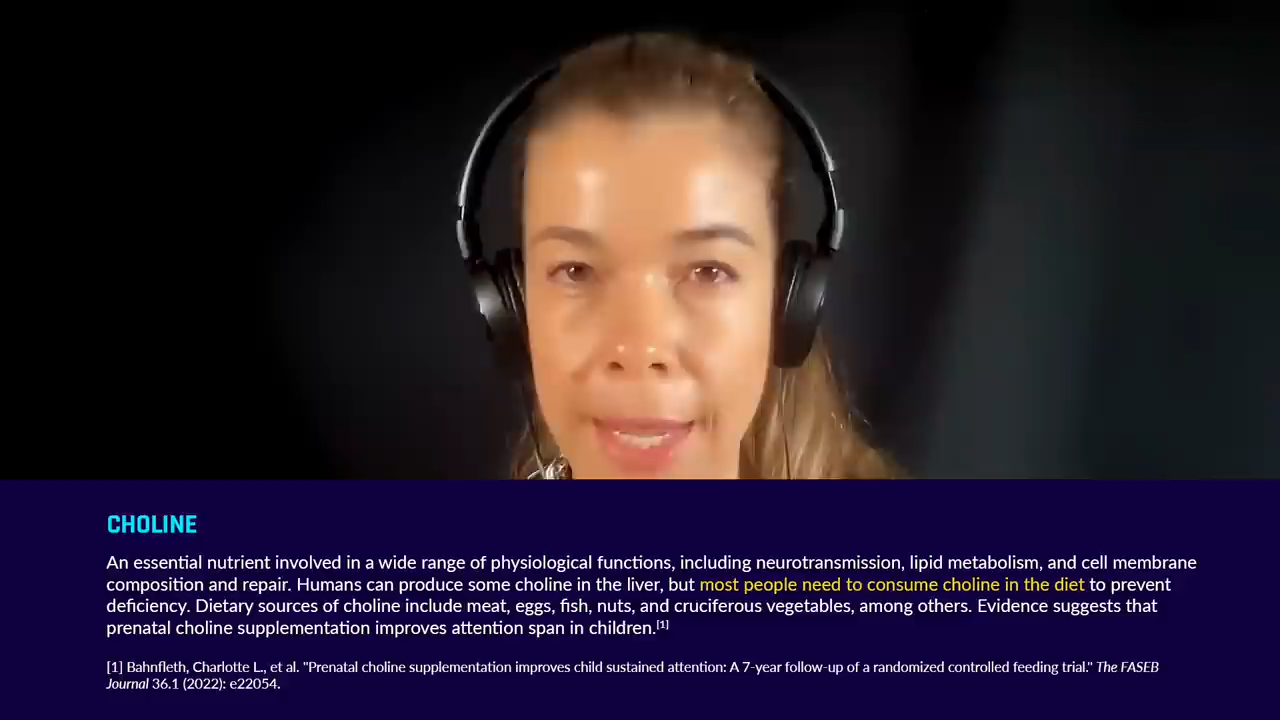 CHOLINE
An essential nutrient involved in a wide range of physiological functions, including neurotransmission, lipid metabolism, and cell membrane
composition and repair. Humans can produce some choline in the liver, but most people need to consume choline in the diet to prevent
deficiency. Dietary sources of choline include meat, eggs, fish, nuts, and cruciferous vegetables, among others. Evidence suggests that
prenatal choline supplementation improves attention span in children.[1]
[1] Bahnfleth, Charlotte L., et al. "Prenatal choline supplementation improves child sustained attention: A 7-year follow-up of a randomized controlled feeding trial." The FASEB
Journal 36.1 (2022): e22054.